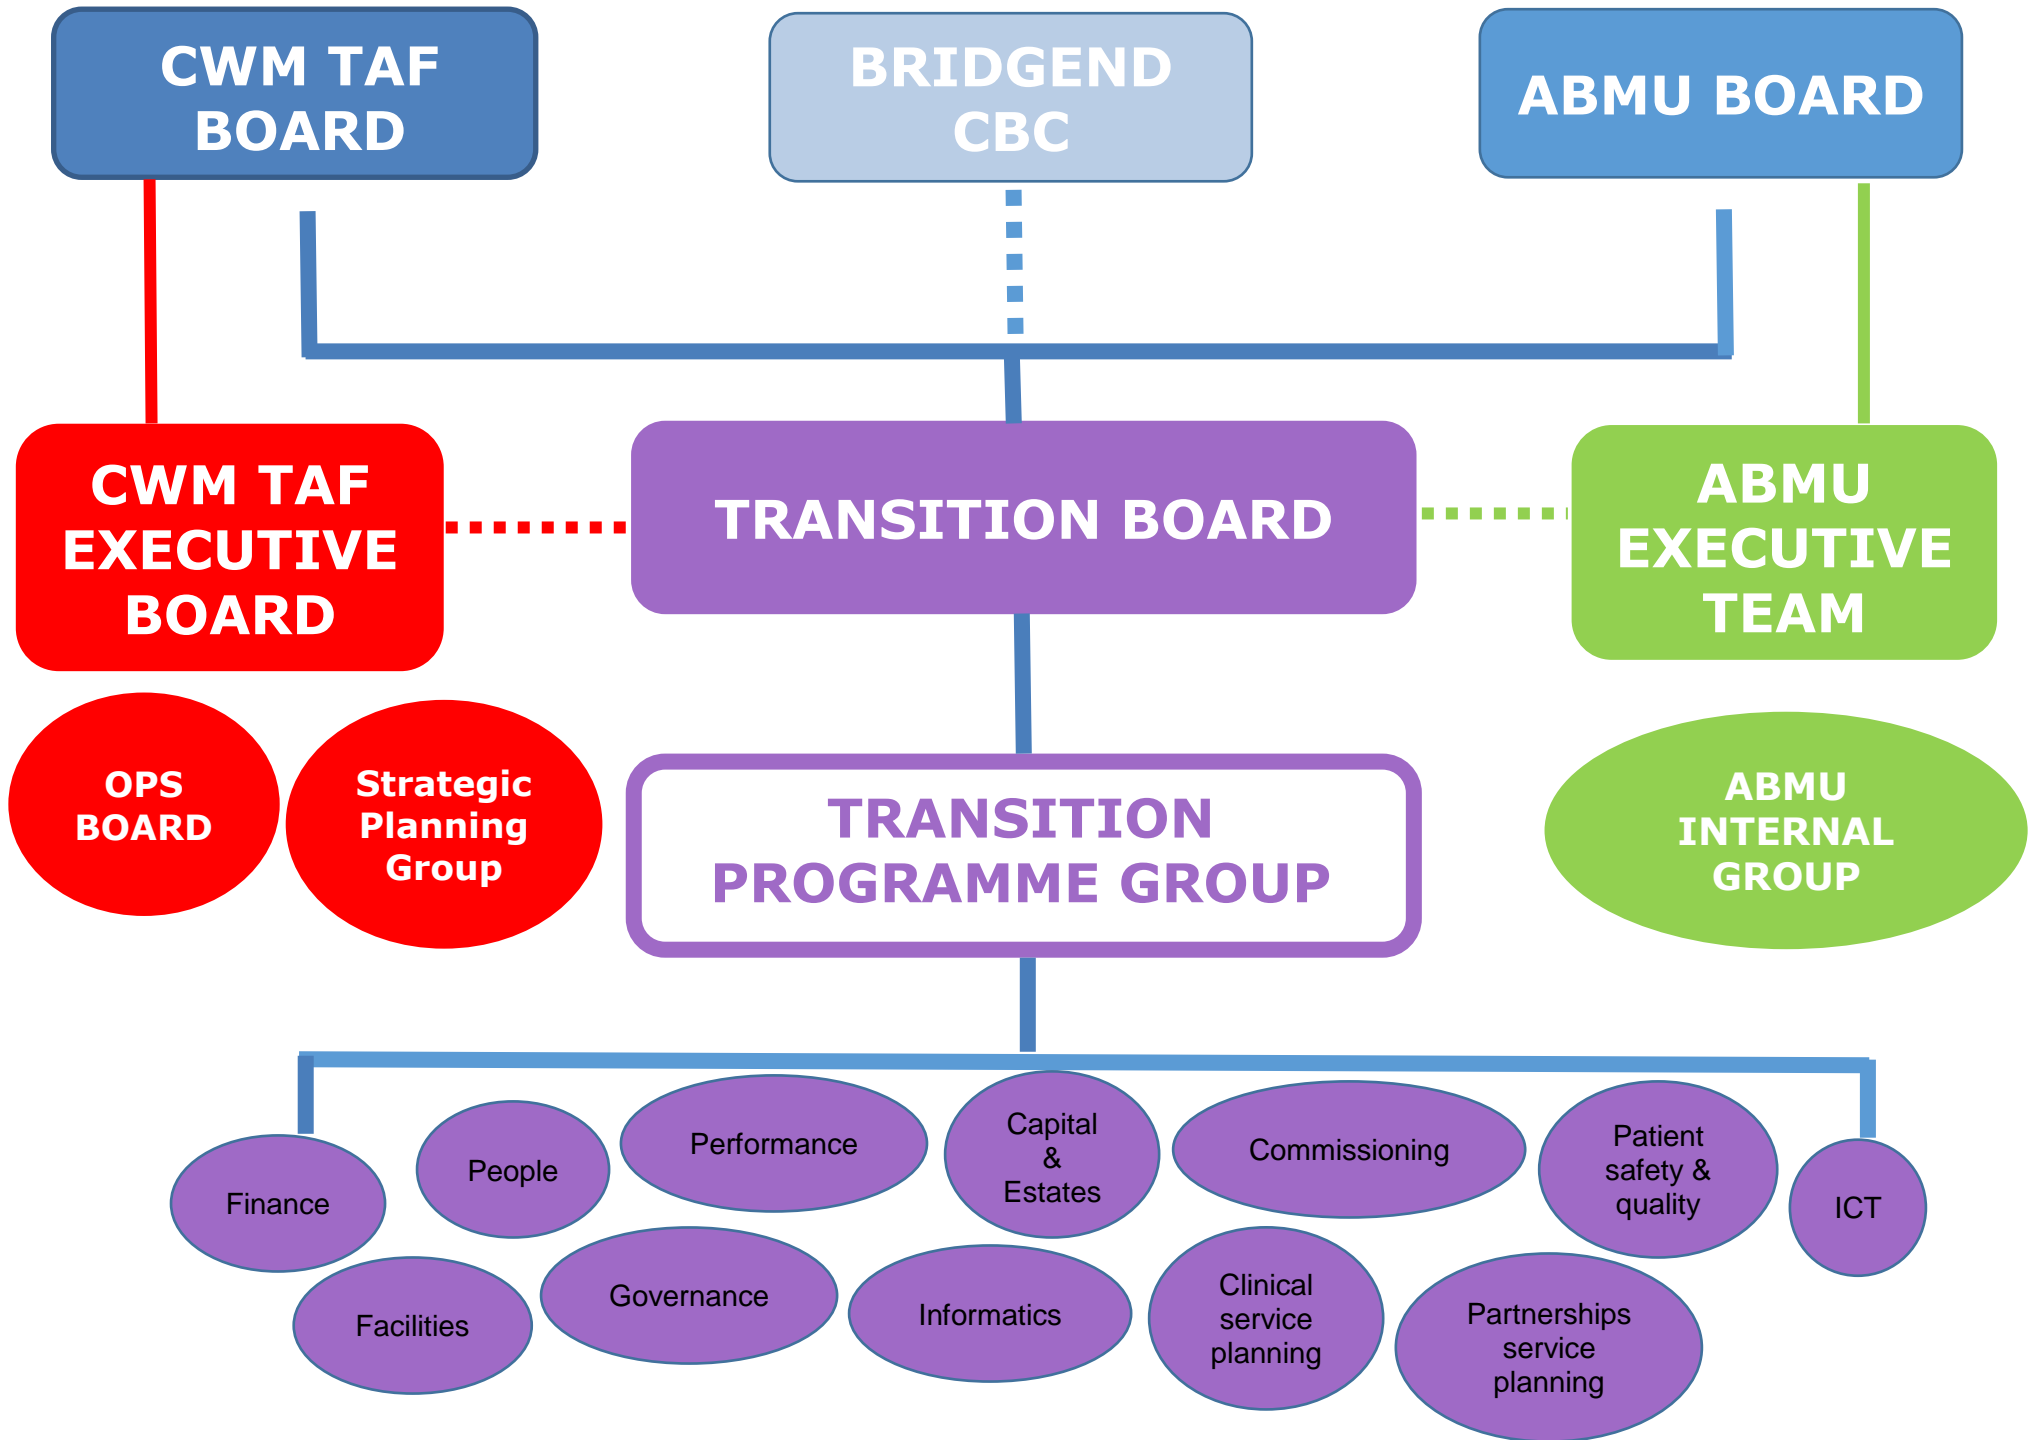 CWM TAF
BOARD
BRIDGEND
CBC
ABMU BOARD
CWM TAF
EXECUTIVE
BOARD
TRANSITION BOARD
ABMU
EXECUTIVE
TEAM
OPS
BOARD
Strategic
Planning
Group
TRANSITION
PROGRAMME GROUP
ABMU
INTERNAL
GROUP
Finance
People
Performance
Capital
&
Estates
Commissioning
Patient
safety &
quality
ICT
Facilities
Governance
Informatics
Clinical
service
planning
Partnerships
service
planning